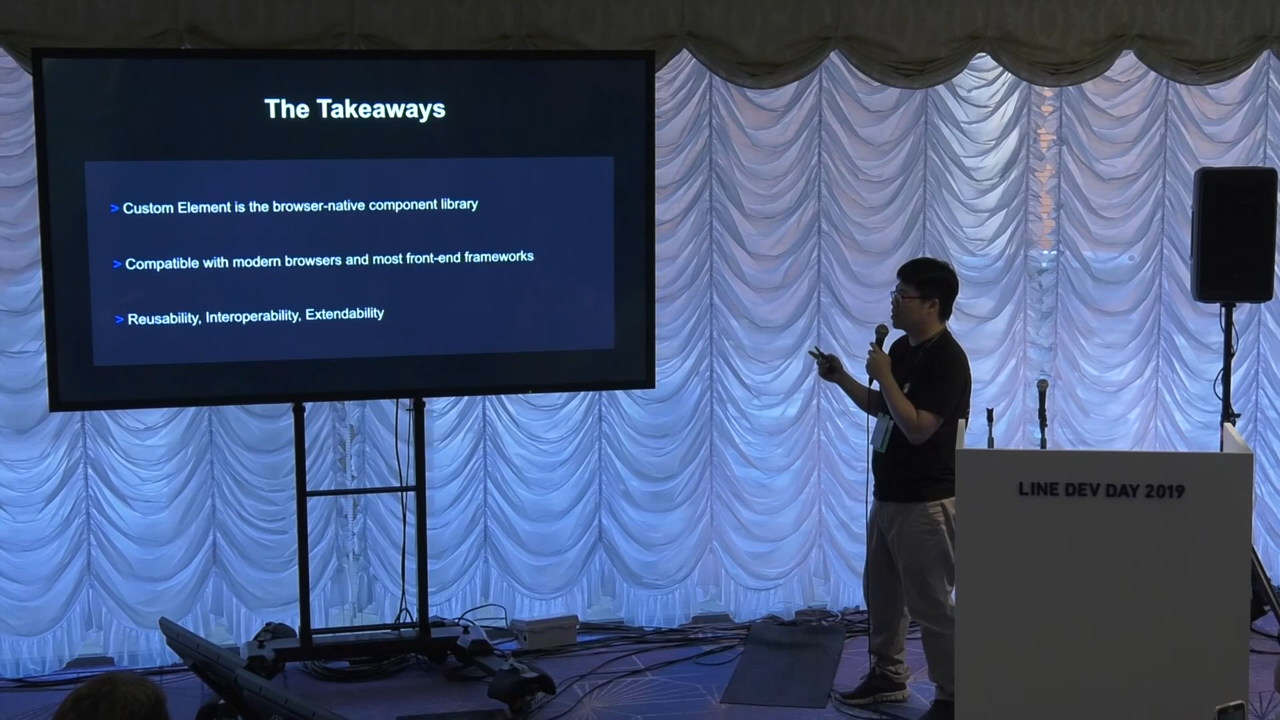 The Takeaways
> Custom Element is the browser-native component library
> Compatible with modern browsers and most front-end frameworks
> Reusability, Interoperability, Extendability
LINE DEV DAY 2019